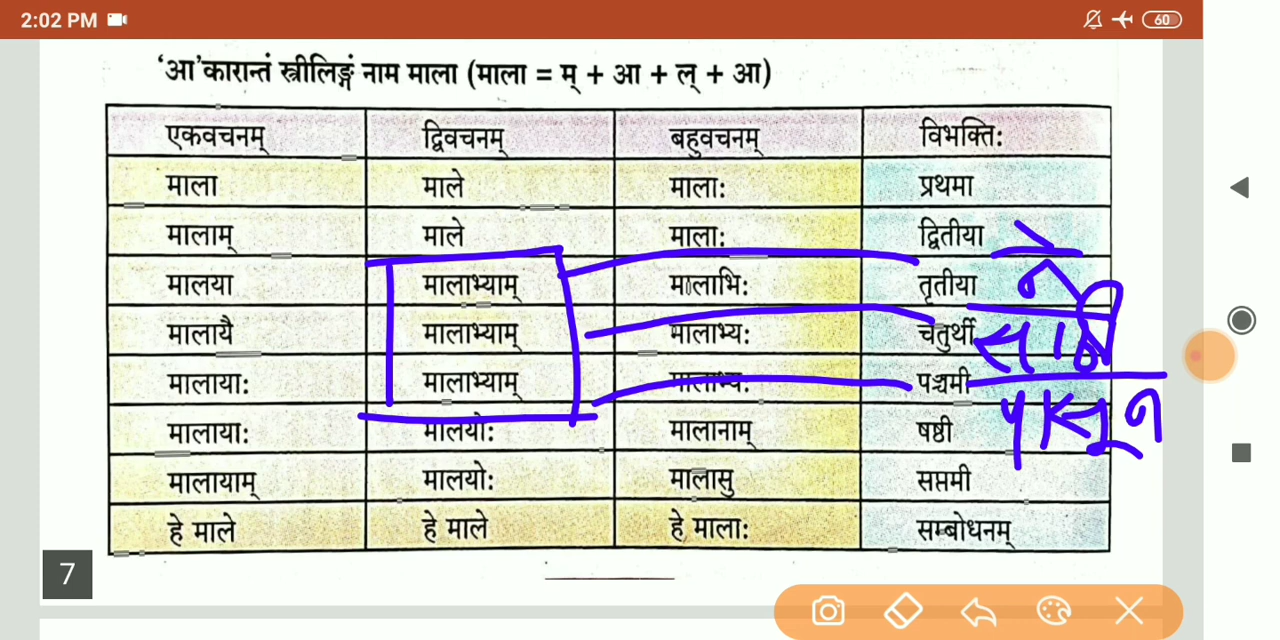 2:02 PM
60
'आ'कारान्तं स्त्रीलिङ्गं नाम माला (माला = म् + आ + ल् + आ)
एकवचनम् द्विवचनम् बहुवचनम् विभक्ति:
माला माले माला: प्रथमा
मालाम् माले माला: द्वितीया
मालया मालाभ्याम् मालाभि: तृतीया
मालायै मालाभ्याम् मालाभ्य: चतुर्थी
मालाया: मालाभ्याम् मालाभ्य: पञ्चमी
मालाया: मालयो: मालानाम् षष्ठी
मालायाम् मालयो: मालासु सप्तमी
हे माले हे माले हे माला: सम्बोधनम्
7